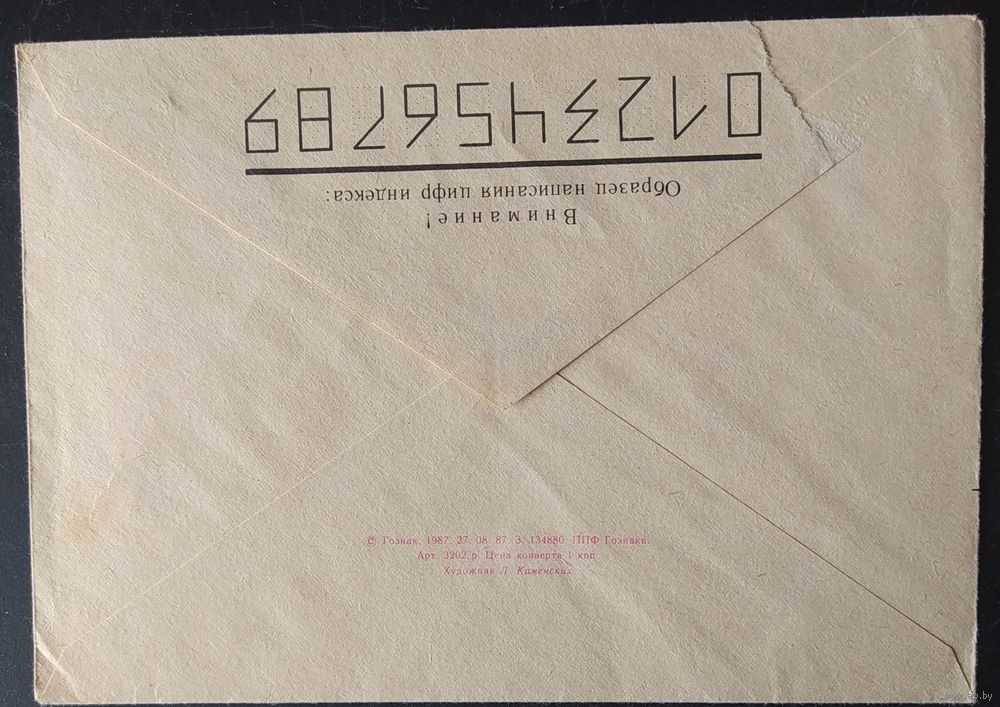 Внимание!
Образец написания цифр индекса:
0123456789
© Гознак. 1987. 27. 08. 87. З. 134880. ППФ Гознака.
Арт. 3202 р. Цена конверта 1 коп.
Художник Л. Каменских